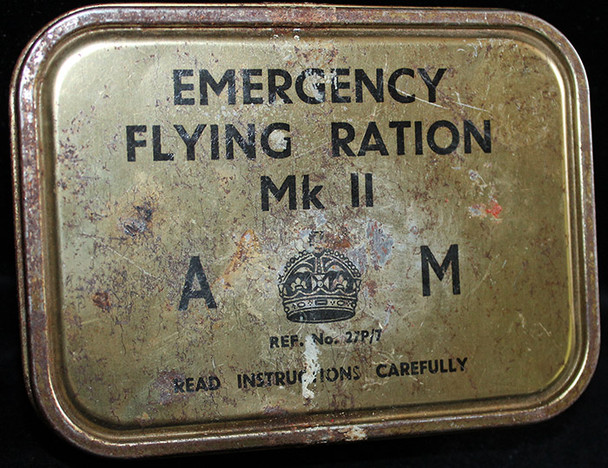 EMERGENCY
FLYING RATION
Mk II
A M
REF. No. 27P/7
READ INSTRUCTIONS CAREFULLY